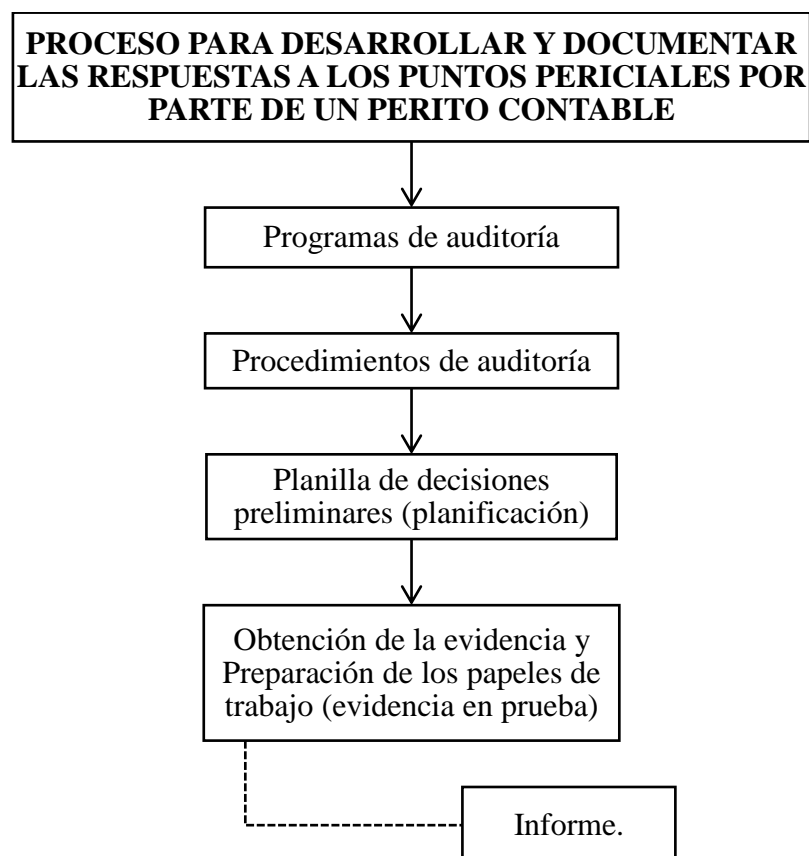 PROCESO PARA DESARROLLAR Y DOCUMENTAR
LAS RESPUESTAS A LOS PUNTOS PERICIALES POR
PARTE DE UN PERITO CONTABLE
Programas de auditoría
Procedimientos de auditoría
Planilla de decisiones
preliminares (planificación)
Obtención de la evidencia y
Preparación de los papeles de
trabajo (evidencia en prueba)
Informe.